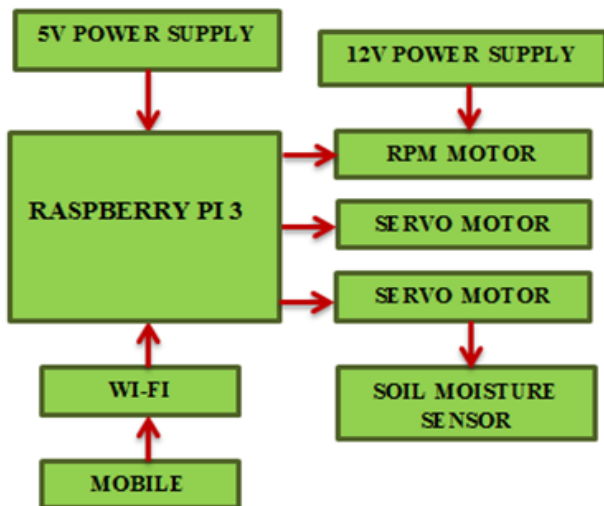 5V POWER SUPPLY
12V POWER SUPPLY
RASPBERRY PI 3
RPM MOTOR
SERVO MOTOR
SERVO MOTOR
WI-FI
SOIL MOISTURE
SENSOR
MOBILE